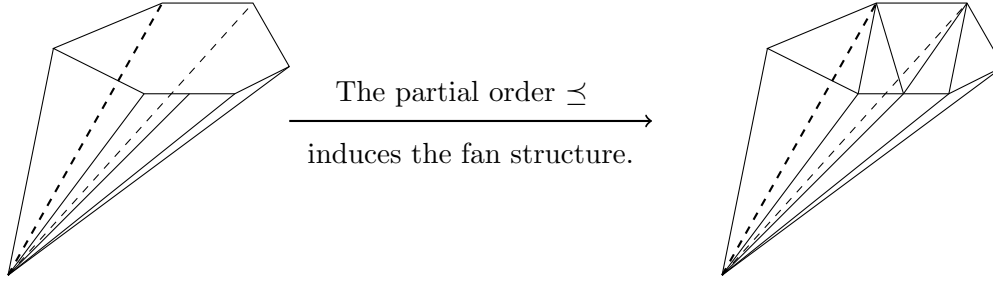 The partial order ⪯
induces the fan structure.